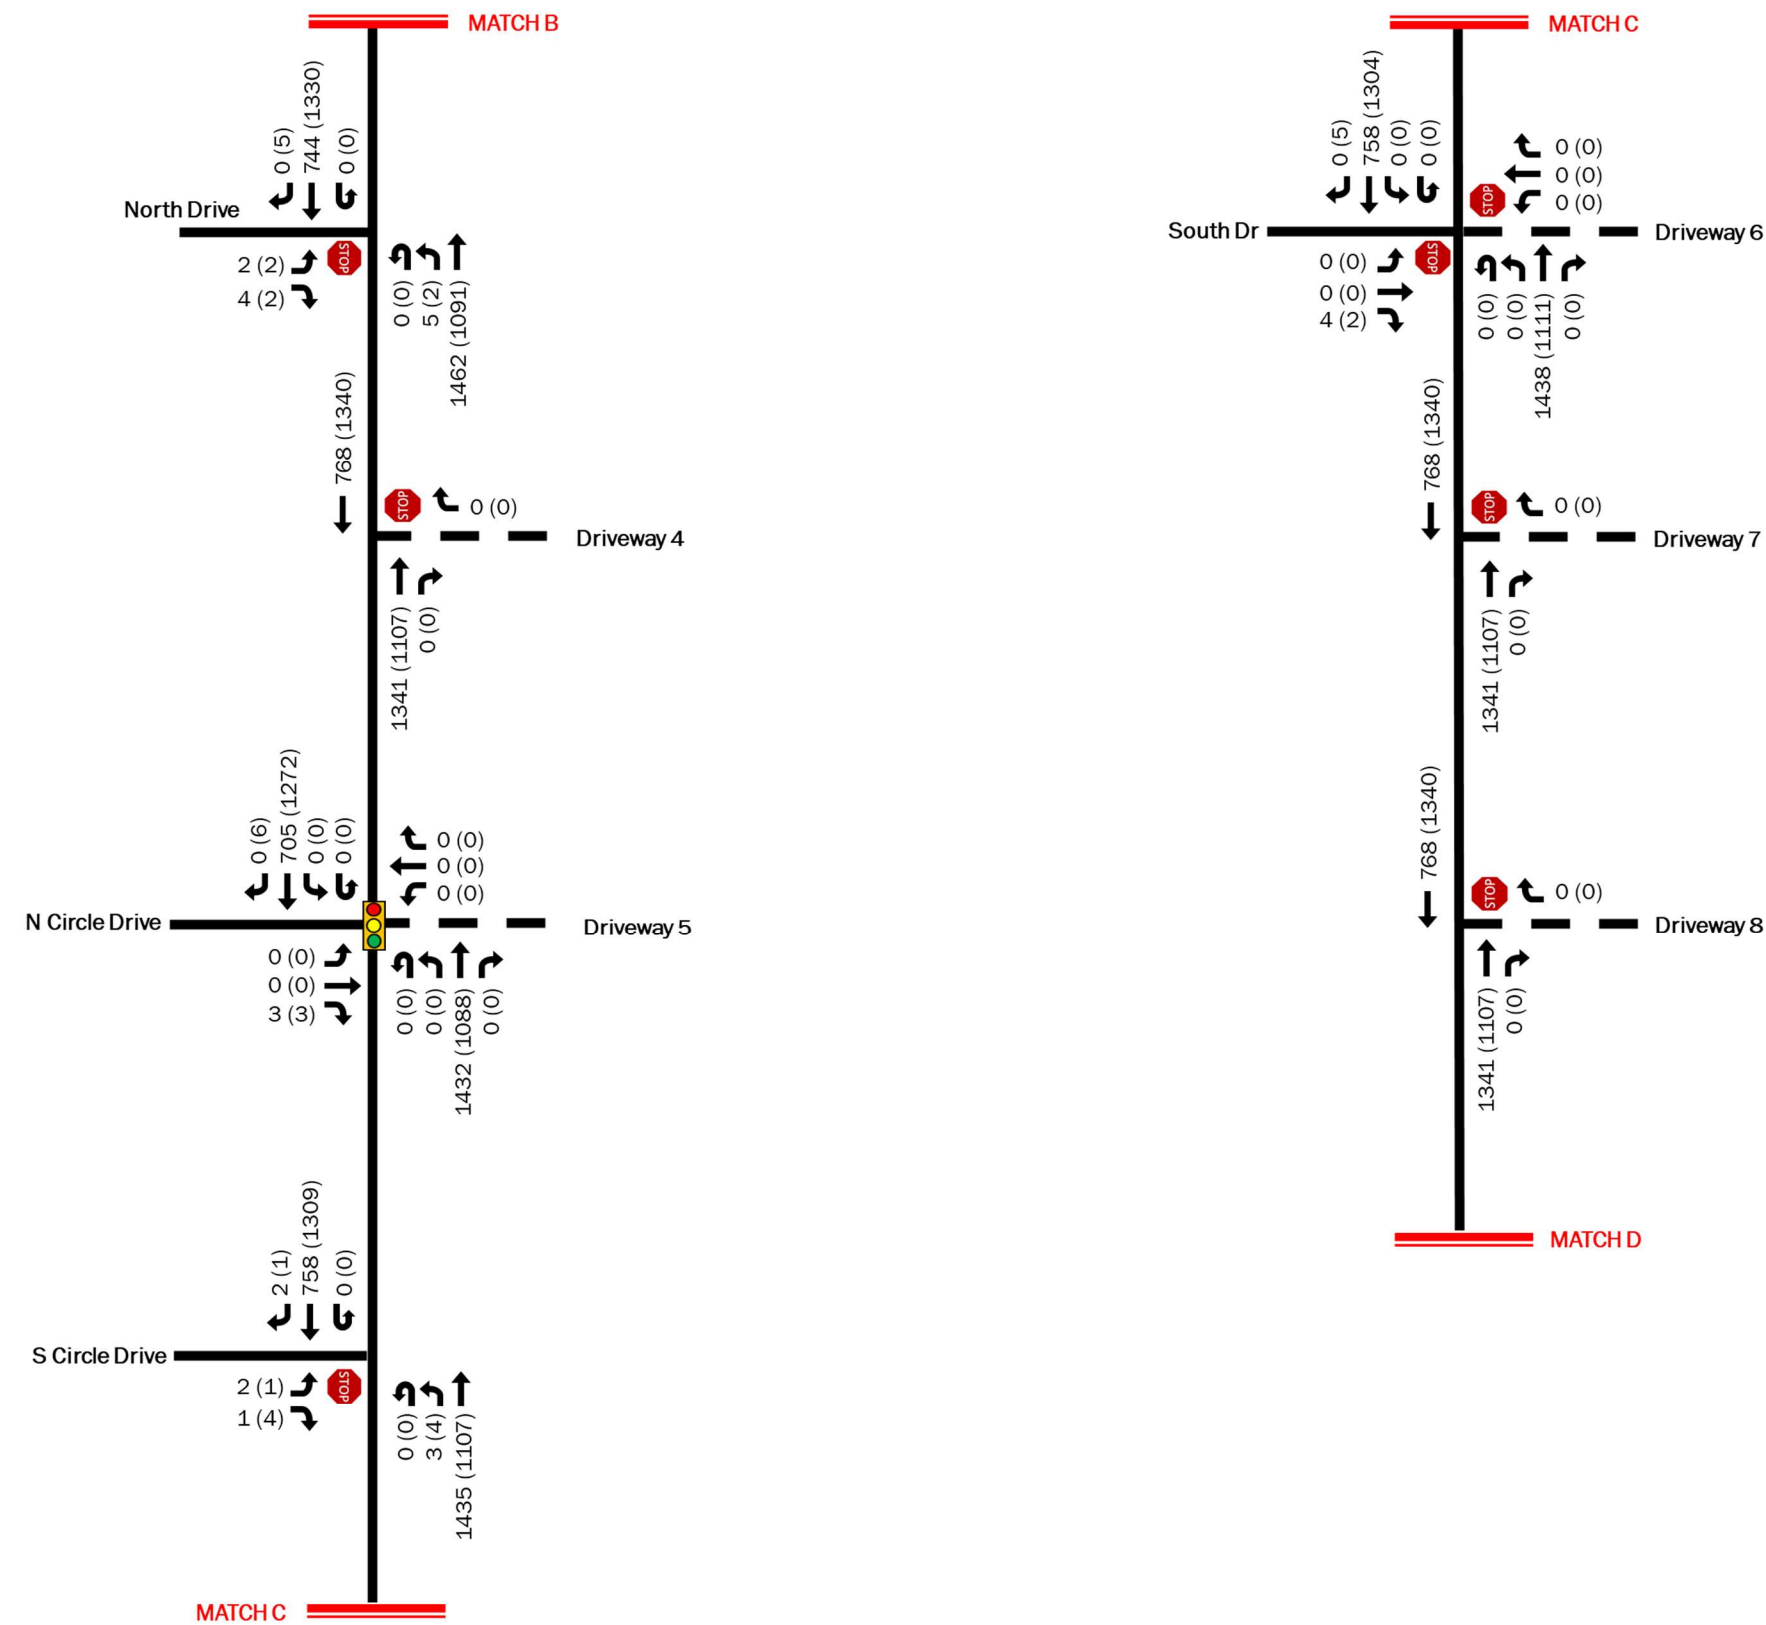 MATCH B
0 (5)
744 (1330)
0 (0)
North Drive
STOP
2 (2)
4 (2)
0 (0)
5 (2)
1462 (1091)
768 (1340)
STOP
0 (0)
Driveway 4
1341 (1107)
0 (0)
0 (6)
705 (1272)
0 (0)
0 (0)
0 (0)
0 (0)
0 (0)
N Circle Drive
Driveway 5
0 (0)
0 (0)
3 (3)
0 (0)
0 (0)
1432 (1088)
0 (0)
2 (1)
758 (1309)
0 (0)
S Circle Drive
STOP
2 (1)
1 (4)
0 (0)
3 (4)
1435 (1107)
MATCH C
MATCH C
0 (5)
758 (1304)
0 (0)
0 (0)
0 (0)
0 (0)
0 (0)
STOP
South Dr
Driveway 6
STOP
0 (0)
0 (0)
4 (2)
0 (0)
0 (0)
1438 (1111)
0 (0)
768 (1340)
STOP
0 (0)
Driveway 7
1341 (1107)
0 (0)
768 (1340)
STOP
0 (0)
Driveway 8
1341 (1107)
0 (0)
MATCH D